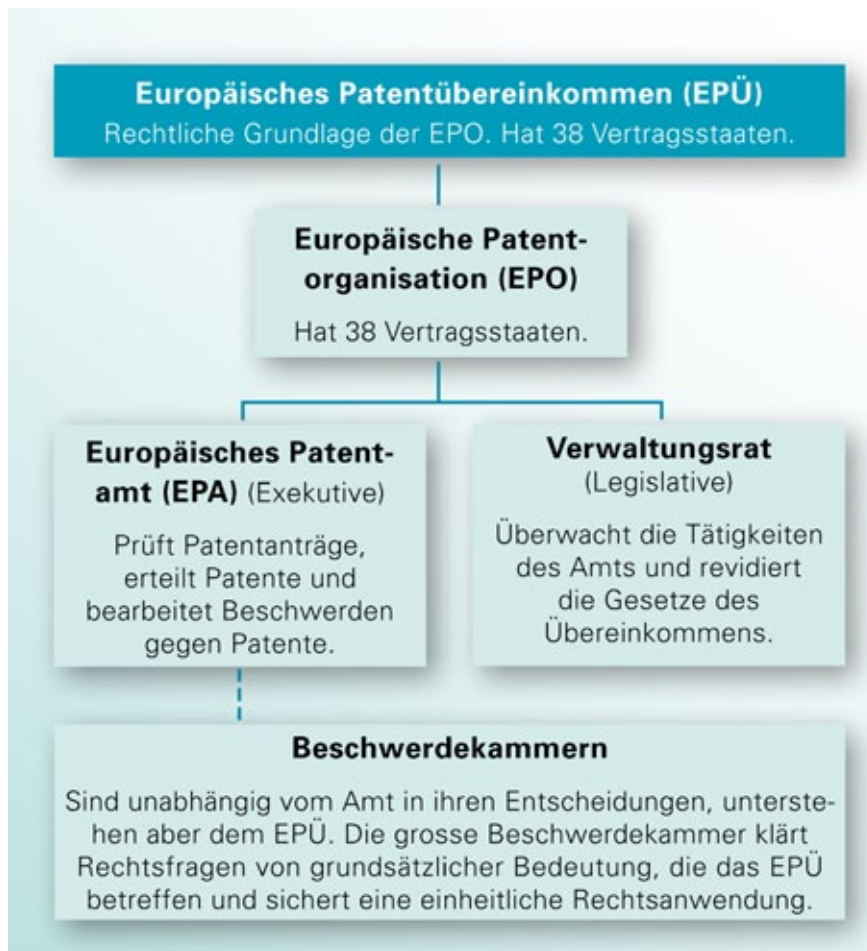 Europäisches Patentübereinkommen (EPÜ)
Rechtliche Grundlage der EPO. Hat 38 Vertragsstaaten.
Europäische Patent-
organisation (EPO)
Hat 38 Vertragsstaaten.
Europäisches Patent-
amt (EPA) (Exekutive)
Prüft Patentanträge,
erteilt Patente und
bearbeitet Beschwerden
gegen Patente.
Verwaltungsrat
(Legislative)
Überwacht die Tätigkeiten
des Amts und revidiert
die Gesetze des
Übereinkommens.
Beschwerdekammern
Sind unabhängig vom Amt in ihren Entscheidungen, unterste-
hen aber dem EPÜ. Die grosse Beschwerdekammer klärt
Rechtsfragen von grundsätzlicher Bedeutung, die das EPÜ
betreffen und sichert eine einheitliche Rechtsanwendung.